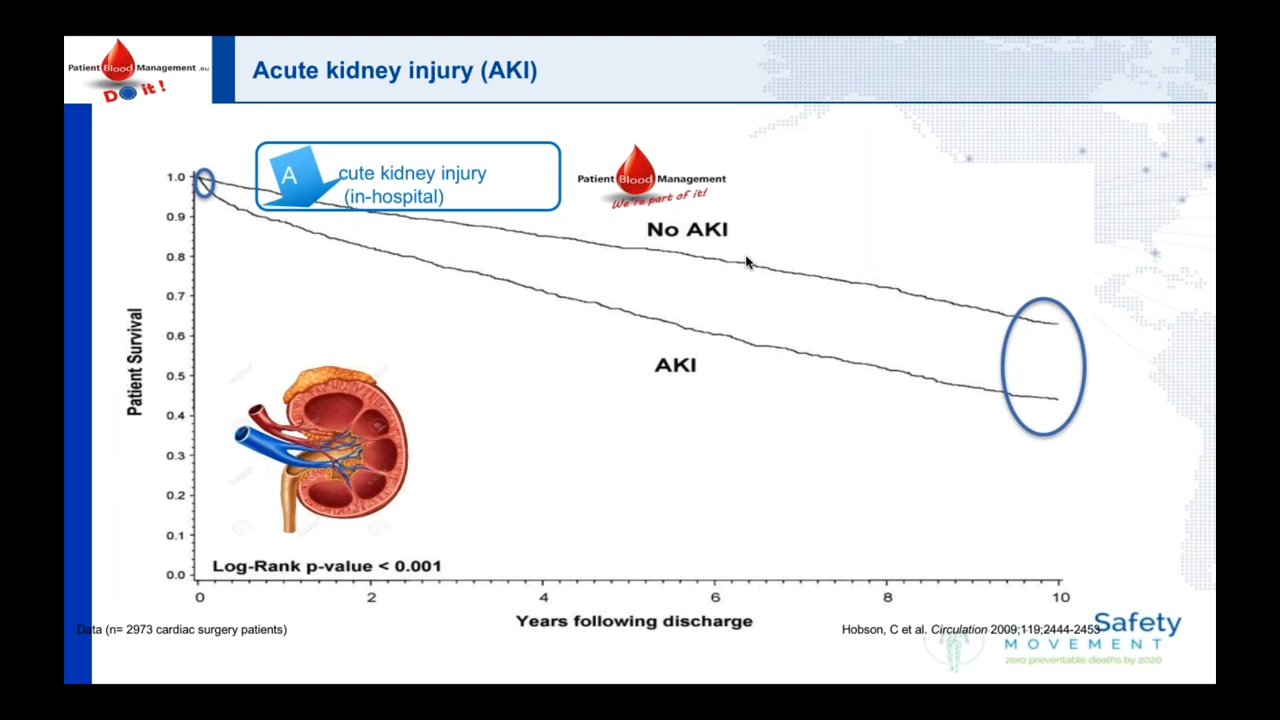 Patient Blood Management .eu
Do it !
Acute kidney injury (AKI)
A cute kidney injury
(in-hospital)
Patient Blood Management
We're part of it!
No AKI
AKI
Patient Survival
1.0
0.9
0.8
0.7
0.6
0.5
0.4
0.3
0.2
0.1
0.0
Log-Rank p-value < 0.001
0 2 4 6 8 10
Years following discharge
Data (n= 2973 cardiac surgery patients)
Hobson, C et al. Circulation 2009;119;2444-2453
Safety
MOVEMENT
zero preventable deaths by 2020